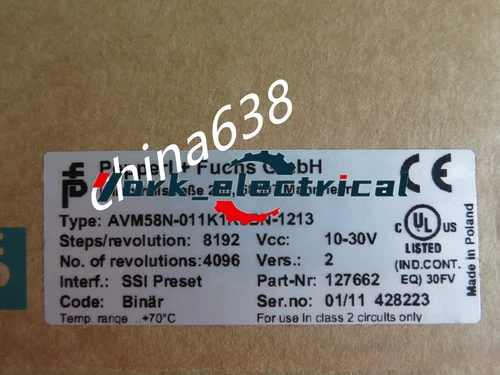 china638
York_electrical
Pepperl + Fuchs GmbH
Type: AVM58N-011K1
N-1213
Steps/revolution: 8192 Vcc: 10-30V
No. of revolutions: 4096 Vers.: 2
Interf.: SSI Preset Part-Nr: 127662
Code: Binär Ser.no: 01/11 428223
Temp. range ..+70°C For use in class 2 circuits only
CE
C UL US
LISTED
(IND.CONT.
EQ) 30FV
Made in Poland